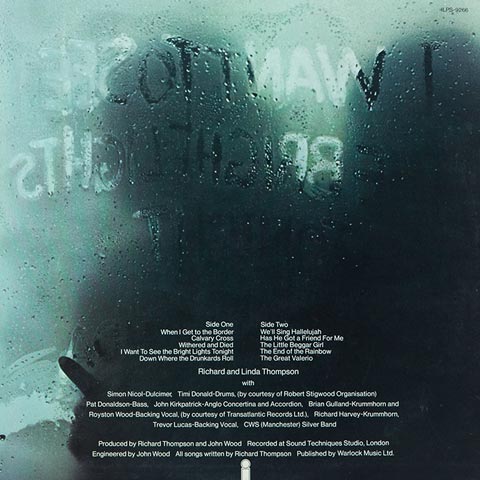 ILPS-9266
I WANT TO SEE
BRIGHT LIGHTS
Side One
When I Get to the Border
Calvary Cross
Withered and Died
I Want To See the Bright Lights Tonight
Down Where the Drunkards Roll
Side Two
We'll Sing Hallelujah
Has He Got a Friend For Me
The Little Beggar Girl
The End of the Rainbow
The Great Valerio
Richard and Linda Thompson
with
Simon Nicol-Dulcimer, Timi Donald-Drums, (by courtesy of Robert Stigwood Organisation)
Pat Donaldson-Bass, John Kirkpatrick-Anglo Concertina and Accordion, Brian Gulland-Krummhorn and
Royston Wood-Backing Vocal, (by courtesy of Transatlantic Records Ltd.), Richard Harvey-Krummhorn,
Trevor Lucas-Backing Vocal, CWS (Manchester) Silver Band
Produced by Richard Thompson and John Wood Recorded at Sound Techniques Studio, London
Engineered by John Wood All songs written by Richard Thompson Published by Warlock Music Ltd.